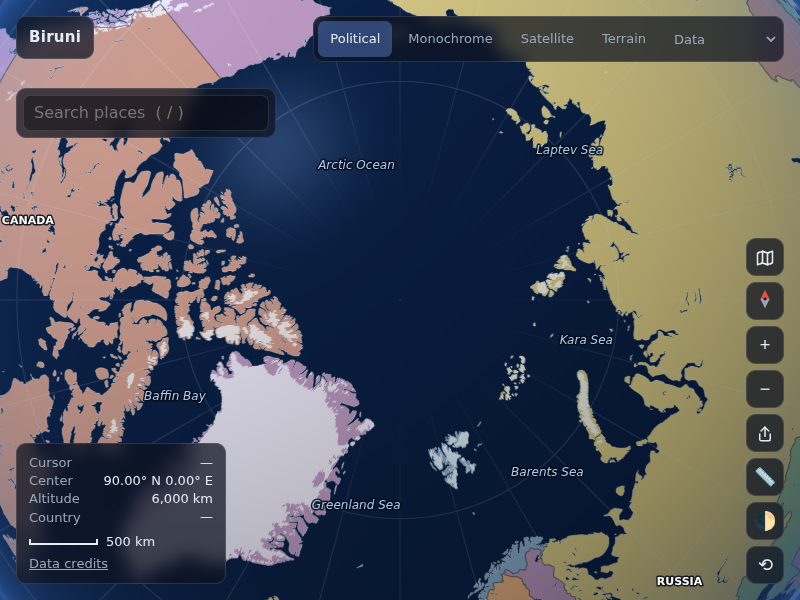 Biruni
Political Monochrome Satellite Terrain Data
Search places ( / )
Laptev Sea
Arctic Ocean
CANADA
Kara Sea
+
Baffin Bay
−
Barents Sea
Greenland Sea
Cursor —
Center 90.00° N 0.00° E
Altitude 6,000 km
Country —
500 km
Data credits
RUSSIA